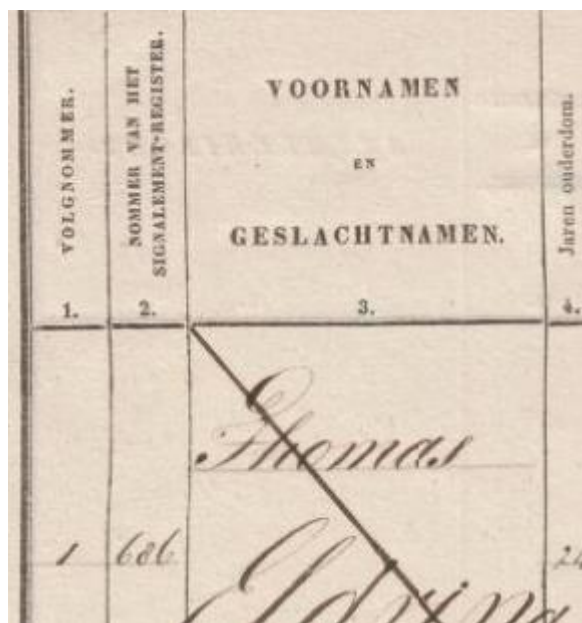 VOLGNOMMER.
NOMMER VAN HET
SIGNALEMENT-REGISTER.
VOORNAMEN
EN
GESLACHTNAMEN.
Jaren ouderdom.
1.
2.
3.
4.
Thomas
1
686